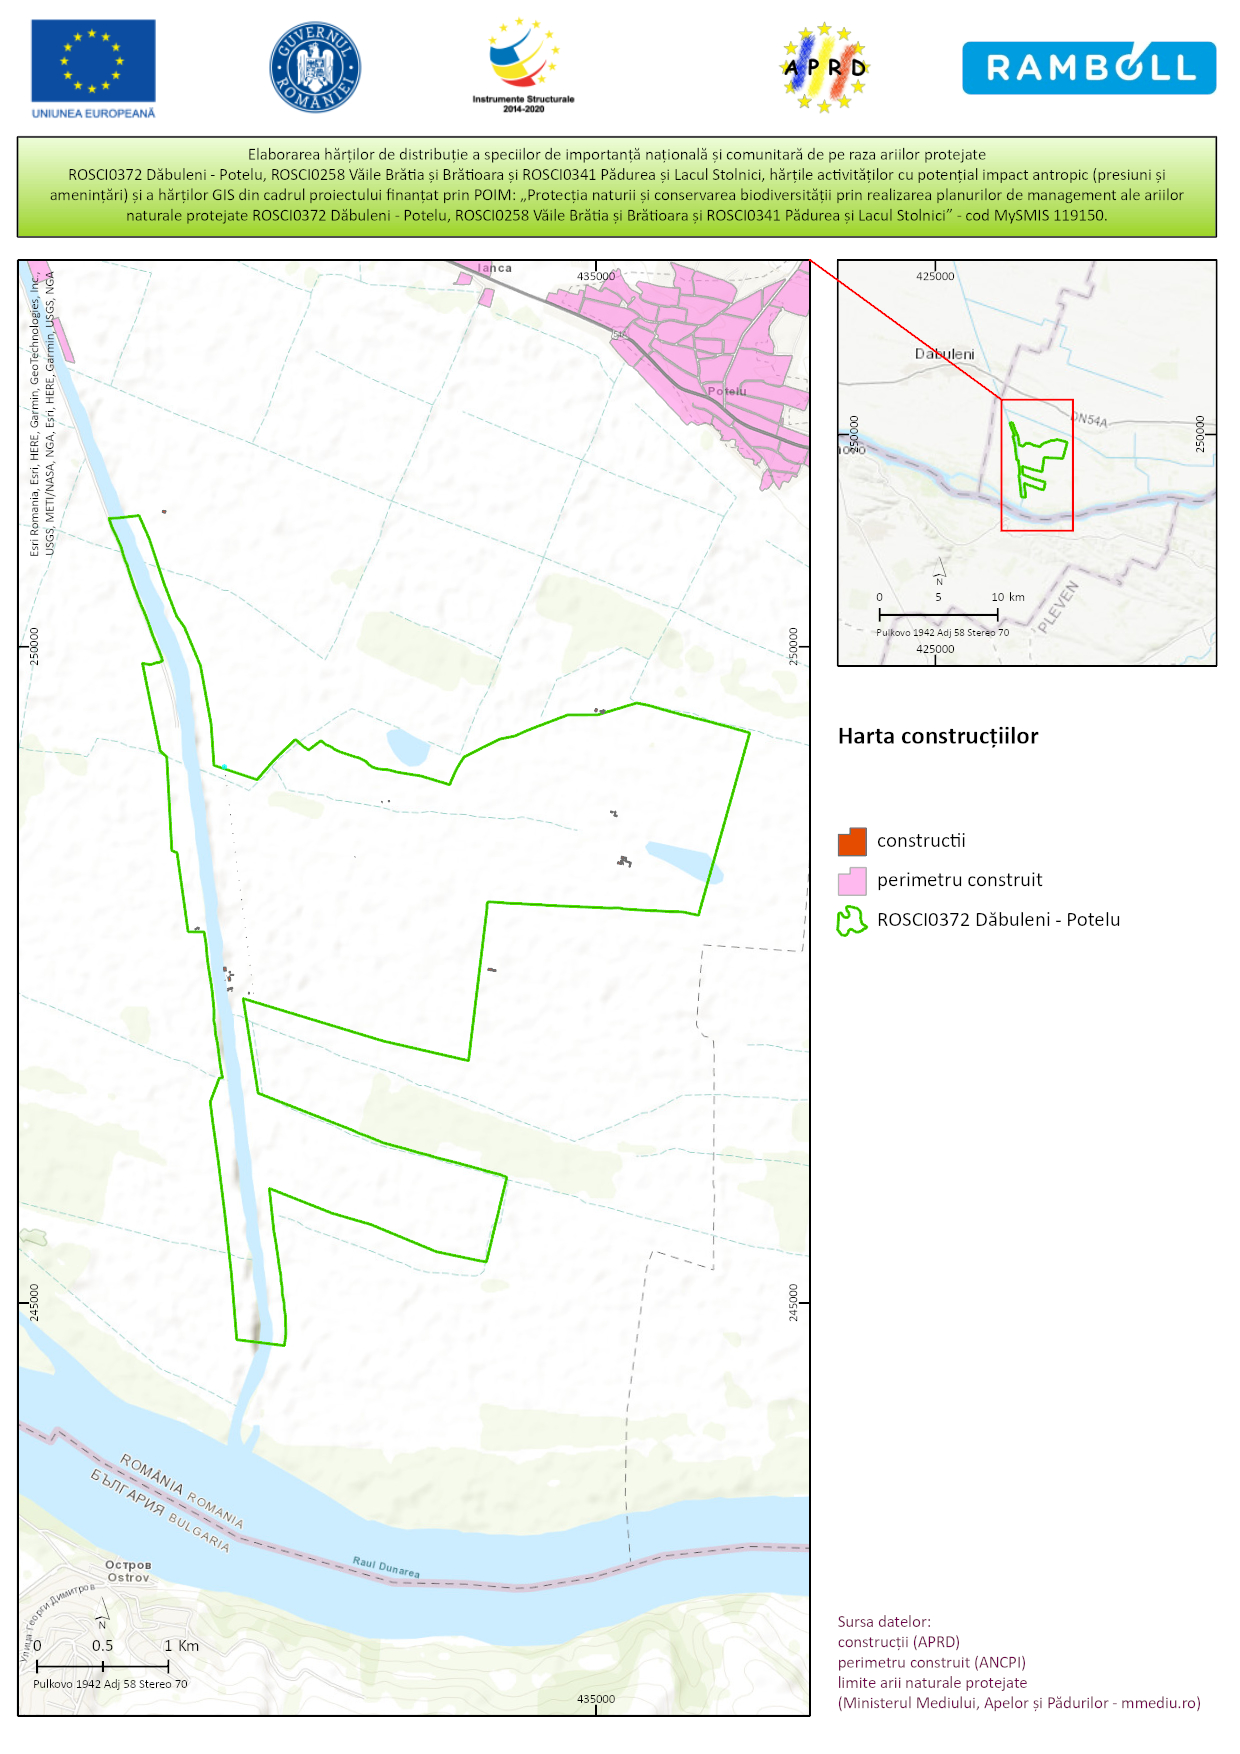 UNIUNEA EUROPEANĂ
GUVERNUL
ROMÂNIEI
Instrumente Structurale
2014-2020
APRD
RAMBOLL
Elaborarea hărților de distribuție a speciilor de importanță națională și comunitară de pe raza ariilor protejate
ROSCI0372 Dăbuleni - Potelu, ROSCI0258 Văile Brătia și Brătioara și ROSCI0341 Pădurea și Lacul Stolnici, hărțile activităților cu potențial impact antropic (presiuni și
amenințări) și a hărților GIS din cadrul proiectului finanțat prin POIM: „Protecția naturii si conservarea biodiversității prin realizarea planurilor de management ale ariilor
naturale protejate ROSCI0372 Dăbuleni - Potelu, ROSCI0258 Văile Brătia și Brătioara și ROSCI0341 Pădurea și Lacul Stolnici” - cod MySMIS 119150.
Esri Romania, Esri, HERE, Garmin, GeoTechnologies, Inc.,
USGS, METI/NASA, NGA, Esri, HERE, Garmin, USGS, NGA
Ianca
435000
54A
Potelu
250000
250000
245000
245000
ROMÂNIA ROMANIA
БЪЛГАРИЯ BULGARIA
Raul Dunarea
Остров
Ostrov
Улица Георги Димитров
N
0 0.5 1 Km
Pulkovo 1942 Adj 58 Stereo 70
435000
425000
Dabuleni
DN54A
250000
250000
N
0 5 10 km
PLEVEN
Pulkovo 1942 Adj 58 Stereo 70
425000
Harta construcțiilor
constructii
perimetru construit
ROSCI0372 Dăbuleni - Potelu
Sursa datelor:
construcții (APRD)
perimetru construit (ANCPI)
limite arii naturale protejate
(Ministerul Mediului, Apelor și Pădurilor - mmediu.ro)